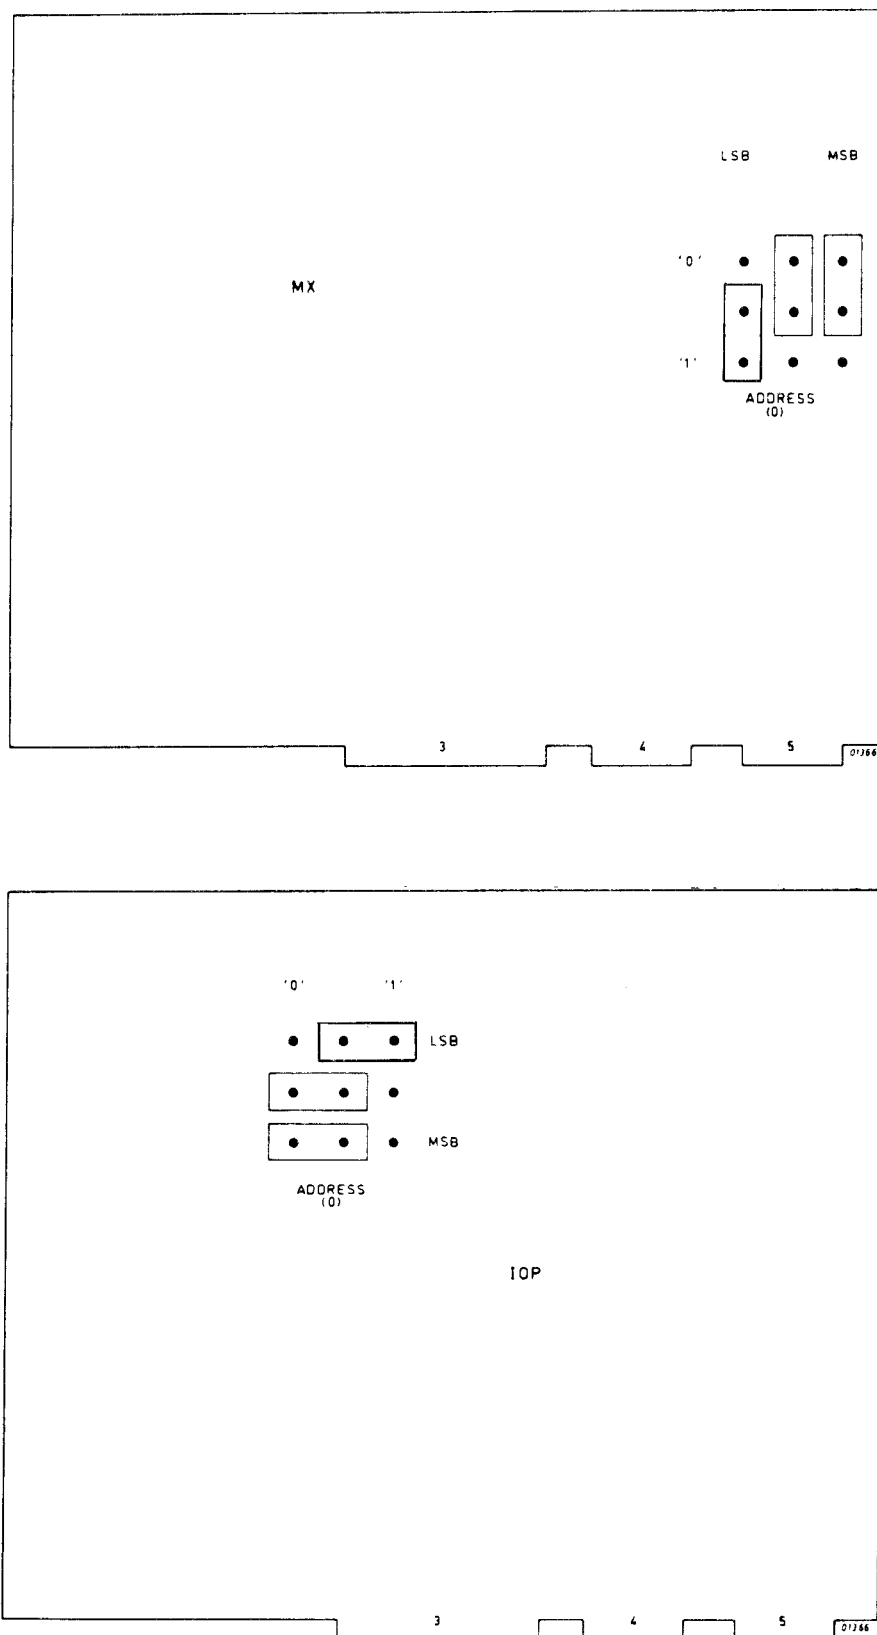 LSB MSB
'0'
MX
'1'
ADDRESS
(0)
3 4 5
01366
'0' '1'
LSB
MSB
ADDRESS
(0)
IOP
3 4 5
01366